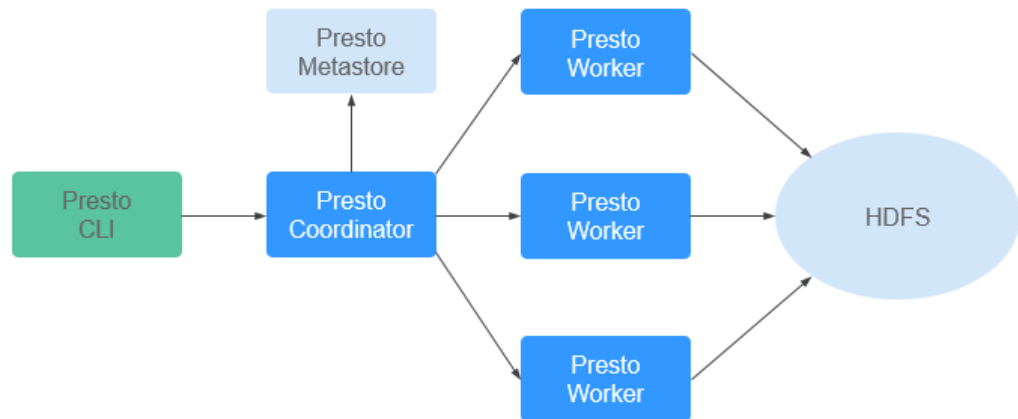 Presto
Metastore
Presto
Worker
Presto
CLI
Presto
Coordinator
Presto
Worker
HDFS
Presto
Worker